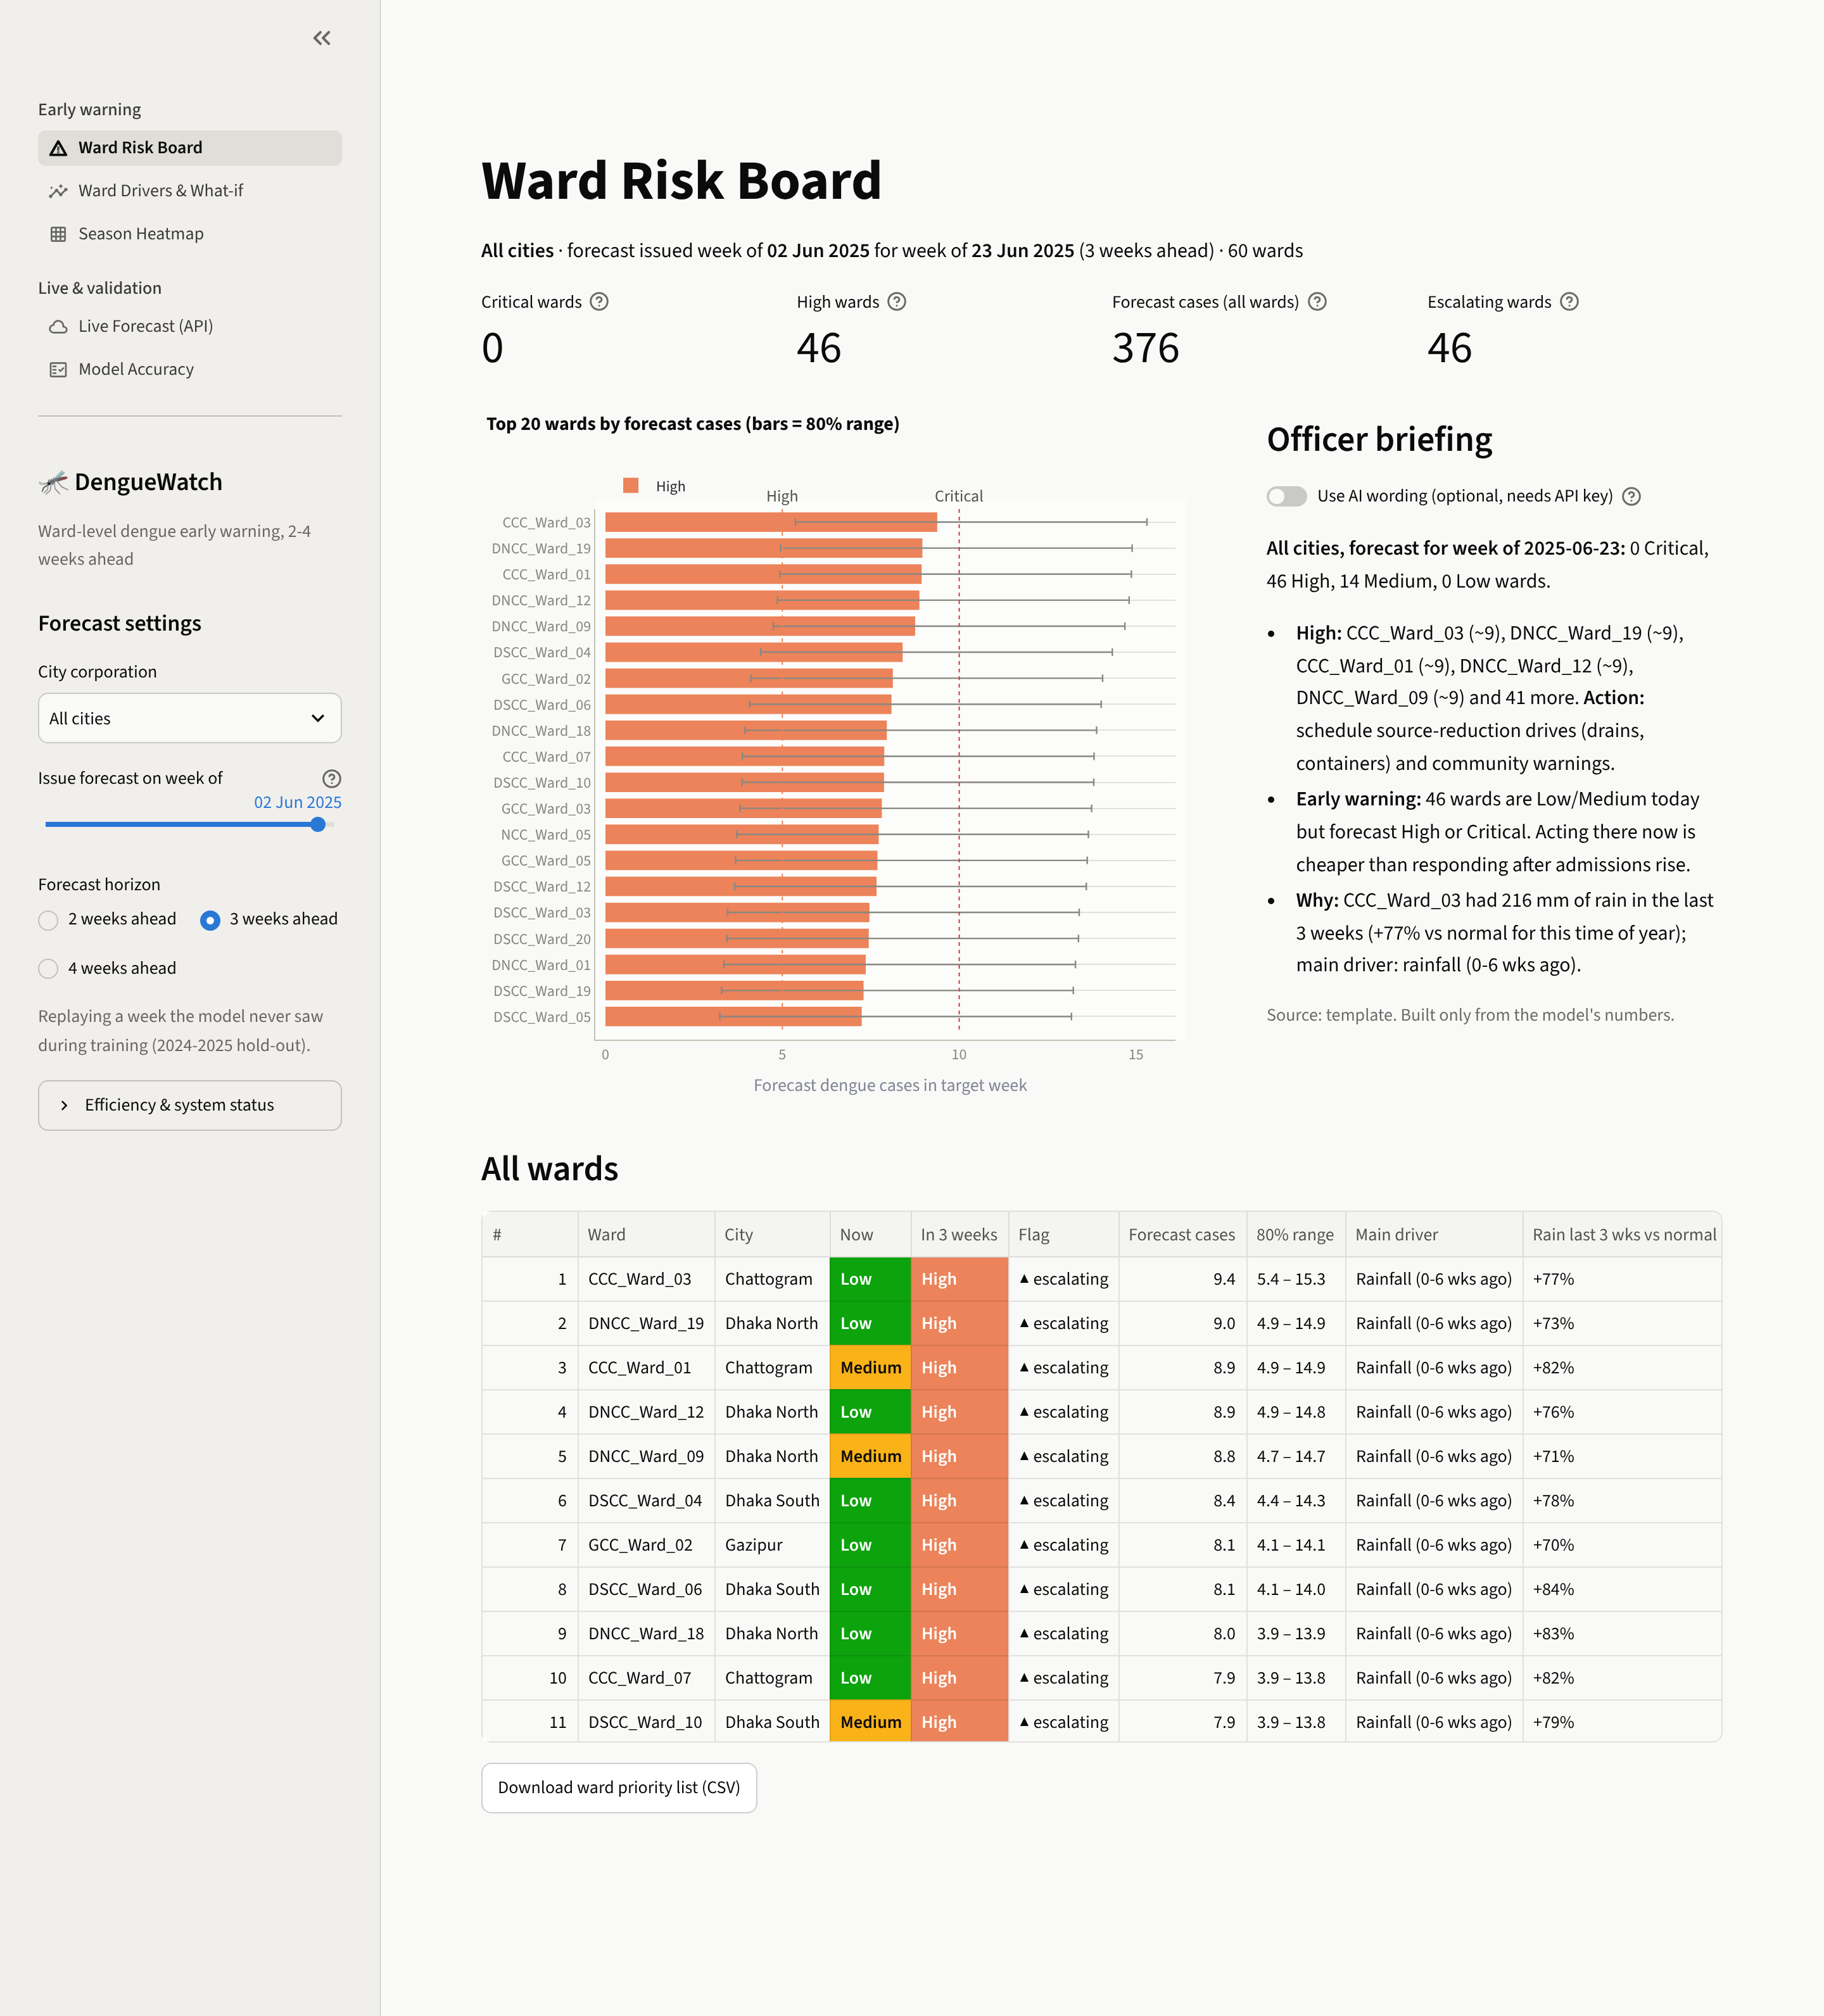 Early warning
Ward Risk Board
Ward Drivers & What-if
Season Heatmap
Live & validation
Live Forecast (API)
Model Accuracy
DengueWatch
Ward-level dengue early warning, 2-4
weeks ahead
Forecast settings
City corporation
All cities
Issue forecast on week of
02 Jun 2025
Forecast horizon
2 weeks ahead
3 weeks ahead
4 weeks ahead
Replaying a week the model never saw
during training (2024-2025 hold-out).
Efficiency & system status
Ward Risk Board
All cities · forecast issued week of 02 Jun 2025 for week of 23 Jun 2025 (3 weeks ahead) · 60 wards
Critical wards
0
High wards
46
Forecast cases (all wards)
376
Escalating wards
46
Top 20 wards by forecast cases (bars = 80% range)
High
High
Critical
CCC_Ward_03
DNCC_Ward_19
CCC_Ward_01
DNCC_Ward_12
DNCC_Ward_09
DSCC_Ward_04
GCC_Ward_02
DSCC_Ward_06
DNCC_Ward_18
CCC_Ward_07
DSCC_Ward_10
GCC_Ward_03
NCC_Ward_05
GCC_Ward_05
DSCC_Ward_12
DSCC_Ward_03
DSCC_Ward_20
DNCC_Ward_01
DSCC_Ward_19
DSCC_Ward_05
0 5 10 15
Forecast dengue cases in target week
Officer briefing
Use AI wording (optional, needs API key)
All cities, forecast for week of 2025-06-23: 0 Critical,
46 High, 14 Medium, 0 Low wards.
• High: CCC_Ward_03 (~9), DNCC_Ward_19 (~9),
CCC_Ward_01 (~9), DNCC_Ward_12 (~9),
DNCC_Ward_09 (~9) and 41 more. Action:
schedule source-reduction drives (drains,
containers) and community warnings.
• Early warning: 46 wards are Low/Medium today
but forecast High or Critical. Acting there now is
cheaper than responding after admissions rise.
• Why: CCC_Ward_03 had 216 mm of rain in the last
3 weeks (+77% vs normal for this time of year);
main driver: rainfall (0-6 wks ago).
Source: template. Built only from the model's numbers.
All wards
# Ward City Now In 3 weeks Flag Forecast cases 80% range Main driver Rain last 3 wks vs normal
1 CCC_Ward_03 Chattogram Low High ▲ escalating 9.4 5.4 – 15.3 Rainfall (0-6 wks ago) +77%
2 DNCC_Ward_19 Dhaka North Low High ▲ escalating 9.0 4.9 – 14.9 Rainfall (0-6 wks ago) +73%
3 CCC_Ward_01 Chattogram Medium High ▲ escalating 8.9 4.9 – 14.9 Rainfall (0-6 wks ago) +82%
4 DNCC_Ward_12 Dhaka North Low High ▲ escalating 8.9 4.9 – 14.8 Rainfall (0-6 wks ago) +76%
5 DNCC_Ward_09 Dhaka North Medium High ▲ escalating 8.8 4.7 – 14.7 Rainfall (0-6 wks ago) +71%
6 DSCC_Ward_04 Dhaka South Low High ▲ escalating 8.4 4.4 – 14.3 Rainfall (0-6 wks ago) +78%
7 GCC_Ward_02 Gazipur Low High ▲ escalating 8.1 4.1 – 14.1 Rainfall (0-6 wks ago) +70%
8 DSCC_Ward_06 Dhaka South Low High ▲ escalating 8.1 4.1 – 14.0 Rainfall (0-6 wks ago) +84%
9 DNCC_Ward_18 Dhaka North Low High ▲ escalating 8.0 3.9 – 13.9 Rainfall (0-6 wks ago) +83%
10 CCC_Ward_07 Chattogram Low High ▲ escalating 7.9 3.9 – 13.8 Rainfall (0-6 wks ago) +82%
11 DSCC_Ward_10 Dhaka South Medium High ▲ escalating 7.9 3.9 – 13.8 Rainfall (0-6 wks ago) +79%
Download ward priority list (CSV)